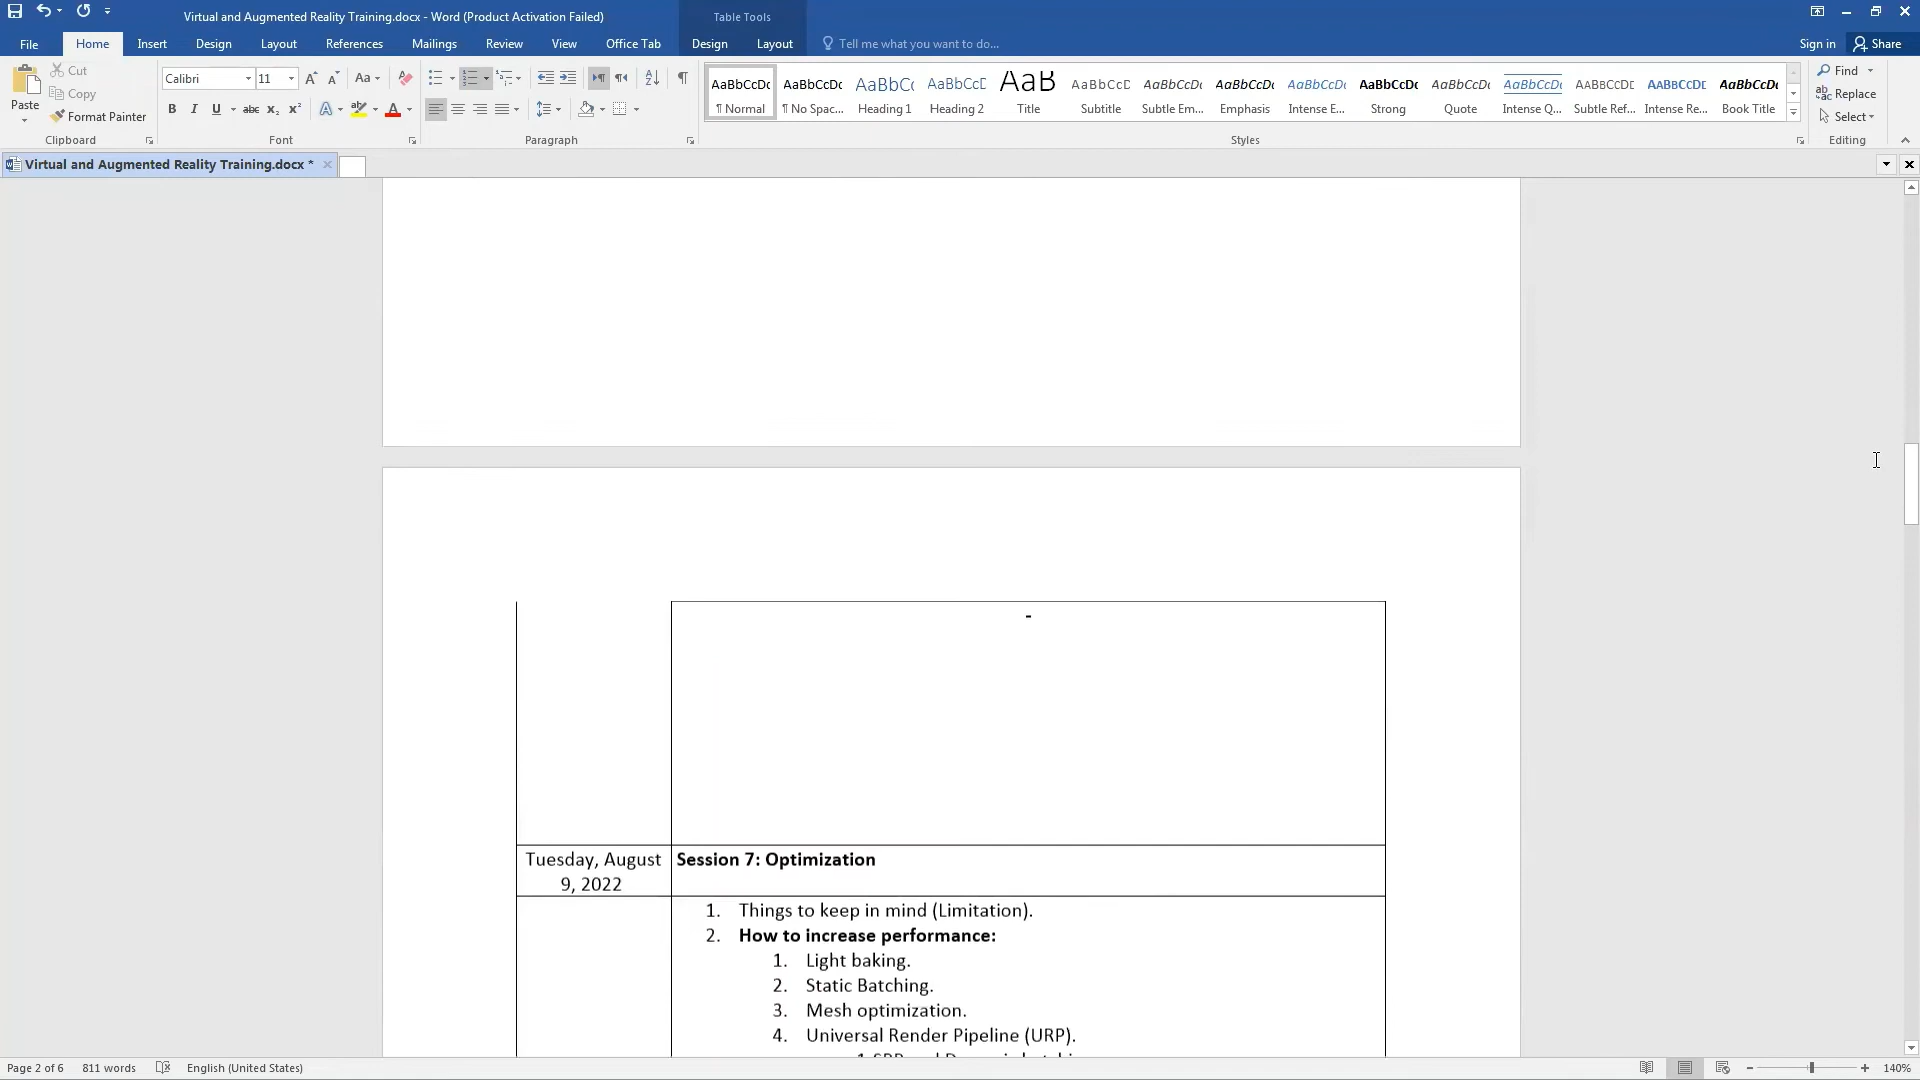 Virtual and Augmented Reality Training.docx - Word (Product Activation Failed)
Table Tools
File Home Insert Design Layout References Mailings Review View Office Tab Design Layout Tell me what you want to do... Sign in Share
Paste Cut Copy Format Painter
Clipboard
Calibri 11
Font
Paragraph
AaBbCcDc AaBbCcDc AaBbCc AaBbCcD AaB AaBbCcD AaBbCcDc AaBbCcDc AaBbCcDc AaBbCcDc AaBbCcDc AaBbCcDc AABBCCDD AABBCCDD AaBbCcDc
¶ Normal ¶ No Spac... Heading 1 Heading 2 Title Subtitle Subtle Em... Emphasis Intense E... Strong Quote Intense Q... Subtle Ref... Intense Re... Book Title
Styles
Find
Replace
Select
Editing
Virtual and Augmented Reality Training.docx *
-
Tuesday, August 9, 2022
Session 7: Optimization
1. Things to keep in mind (Limitation).
2. How to increase performance:
1. Light baking.
2. Static Batching.
3. Mesh optimization.
4. Universal Render Pipeline (URP).
Page 2 of 6 811 words English (United States) 140%